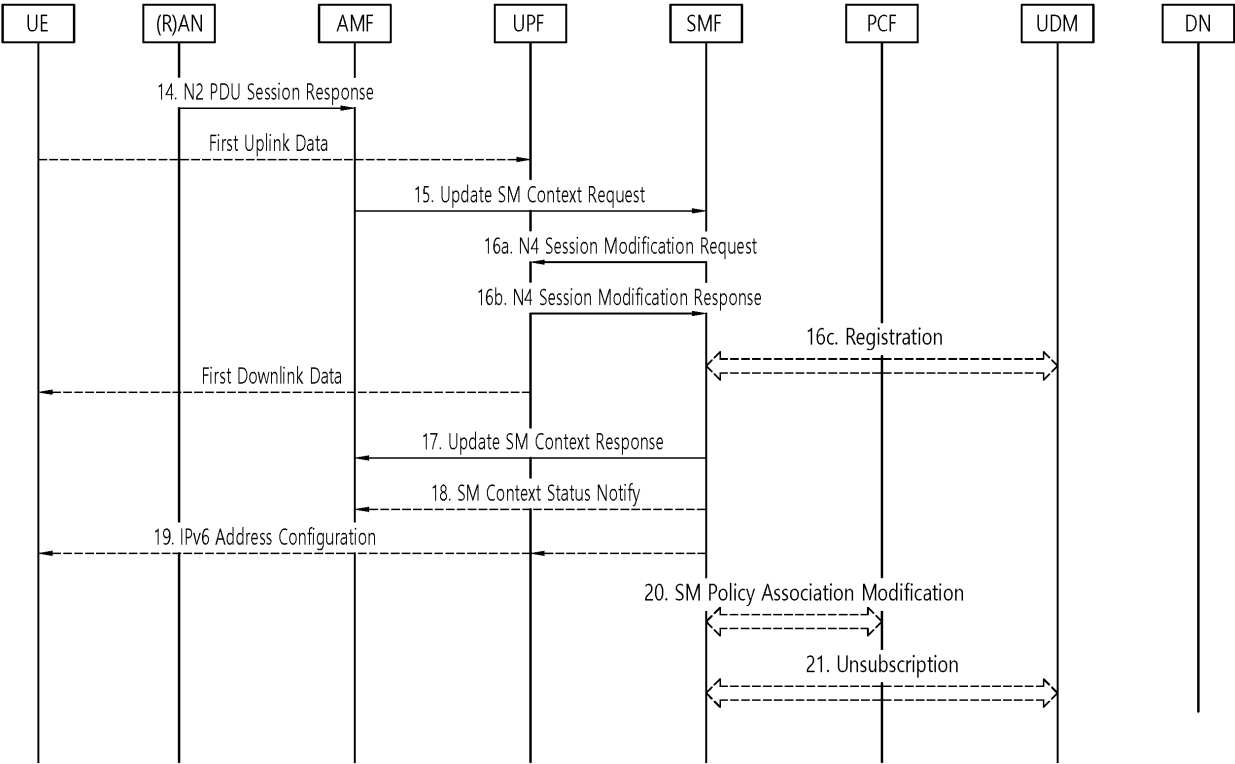 UE
(R)AN
AMF
UPF
SMF
PCF
UDM
DN
14. N2 PDU Session Response
First Uplink Data
15. Update SM Context Request
16a. N4 Session Modification Request
16b. N4 Session Modification Response
16c. Registration
First Downlink Data
17. Update SM Context Response
18. SM Context Status Notify
19. IPv6 Address Configuration
20. SM Policy Association Modification
21. Unsubscription